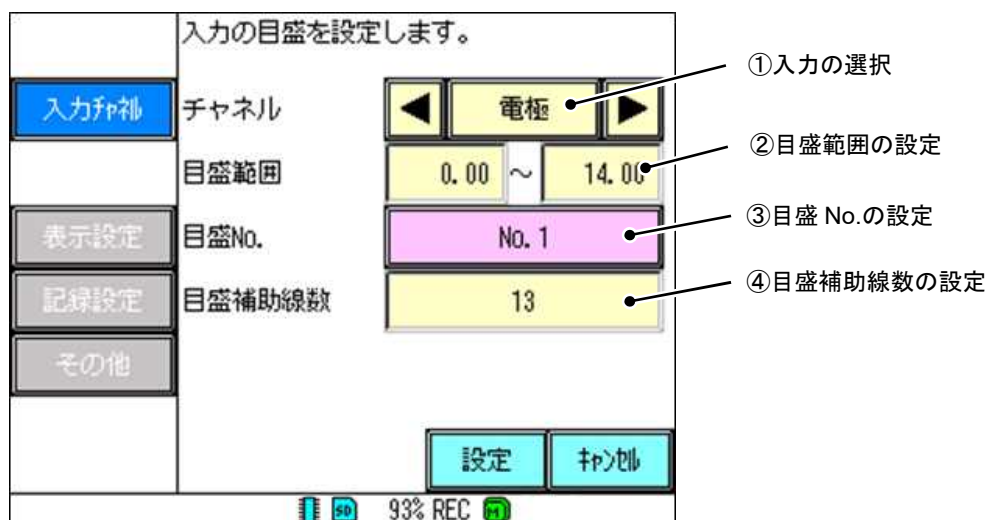 入力の目盛を設定します。
入力ﾁｬﾈﾙ
チャネル
◀ 電極 ▶
①入力の選択
目盛範囲
0.00 ～ 14.00
②目盛範囲の設定
表示設定
目盛No.
No. 1
③目盛 No.の設定
記録設定
目盛補助線数
13
④目盛補助線数の設定
その他
設定
ｷｬﾝｾﾙ
SD 93% REC M